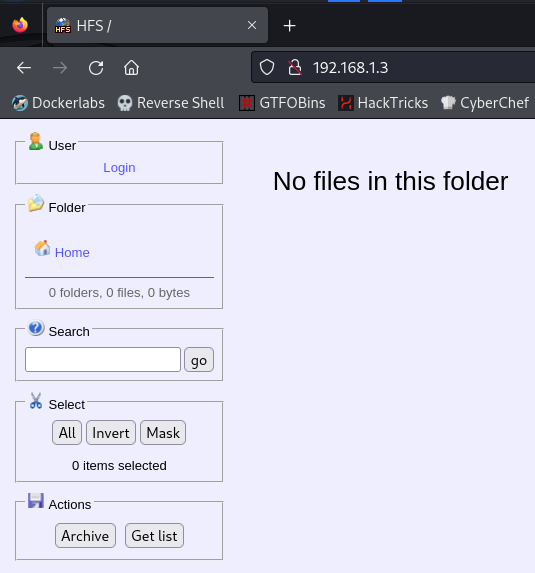 HFS /
192.168.1.3
Dockerlabs Reverse Shell GTFOBins HackTricks CyberChef
User
Login
Folder
Home
0 folders, 0 files, 0 bytes
Search
go
Select
All Invert Mask
0 items selected
Actions
Archive Get list
No files in this folder